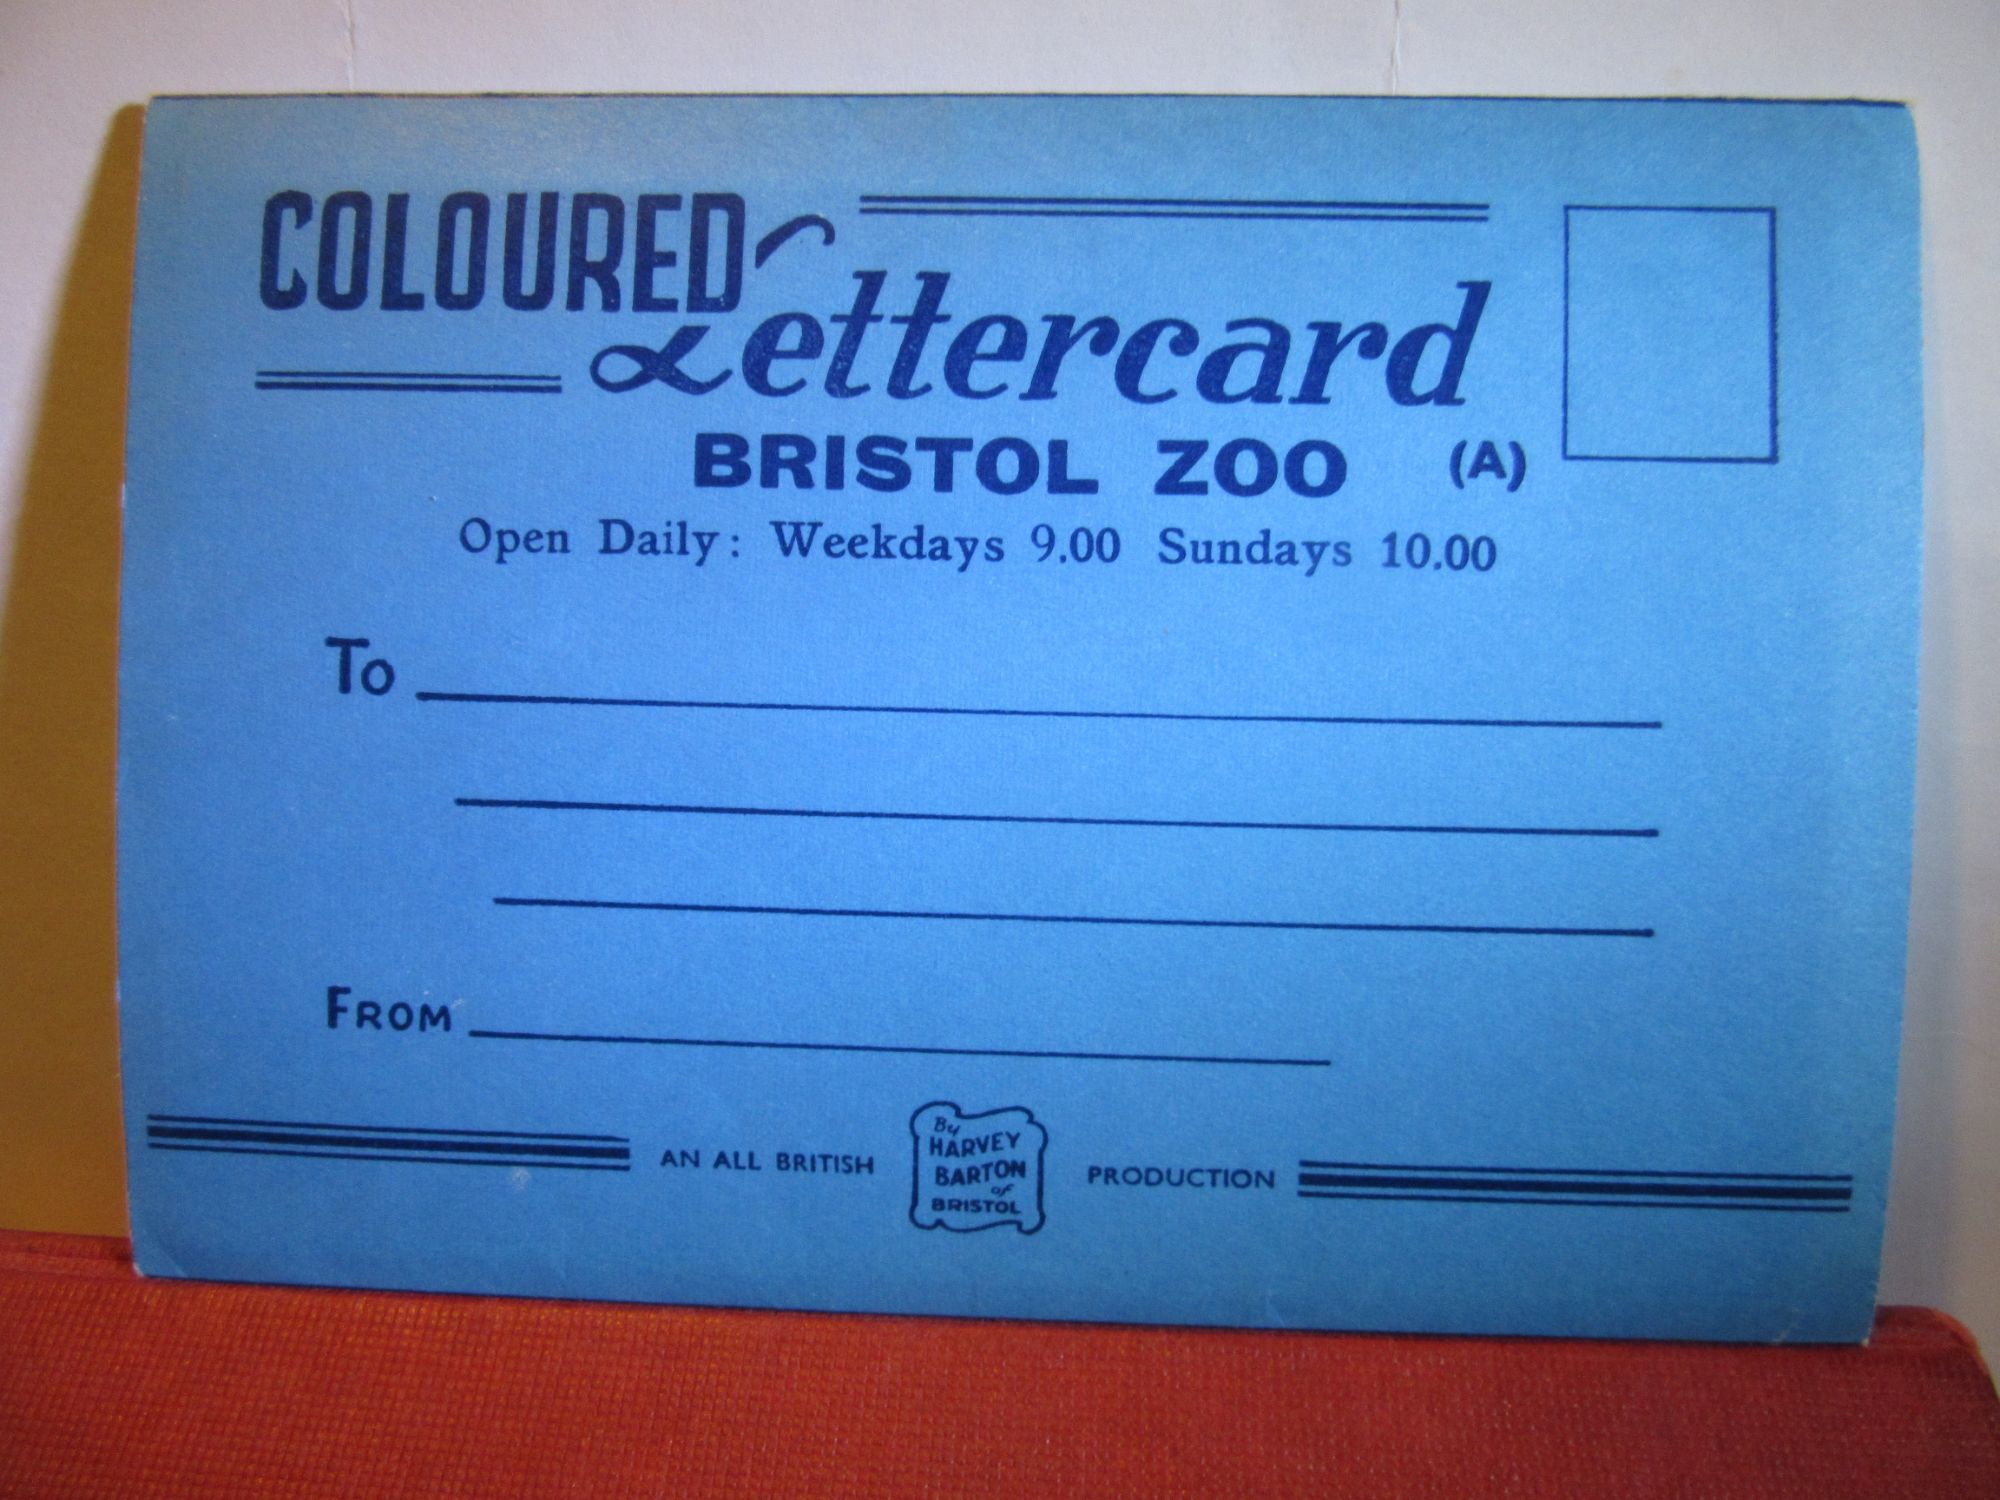 COLOURED
Lettercard
BRISTOL ZOO (A)
Open Daily: Weekdays 9.00 Sundays 10.00
To
FROM
AN ALL BRITISH
By
HARVEY
BARTON
of
BRISTOL
PRODUCTION